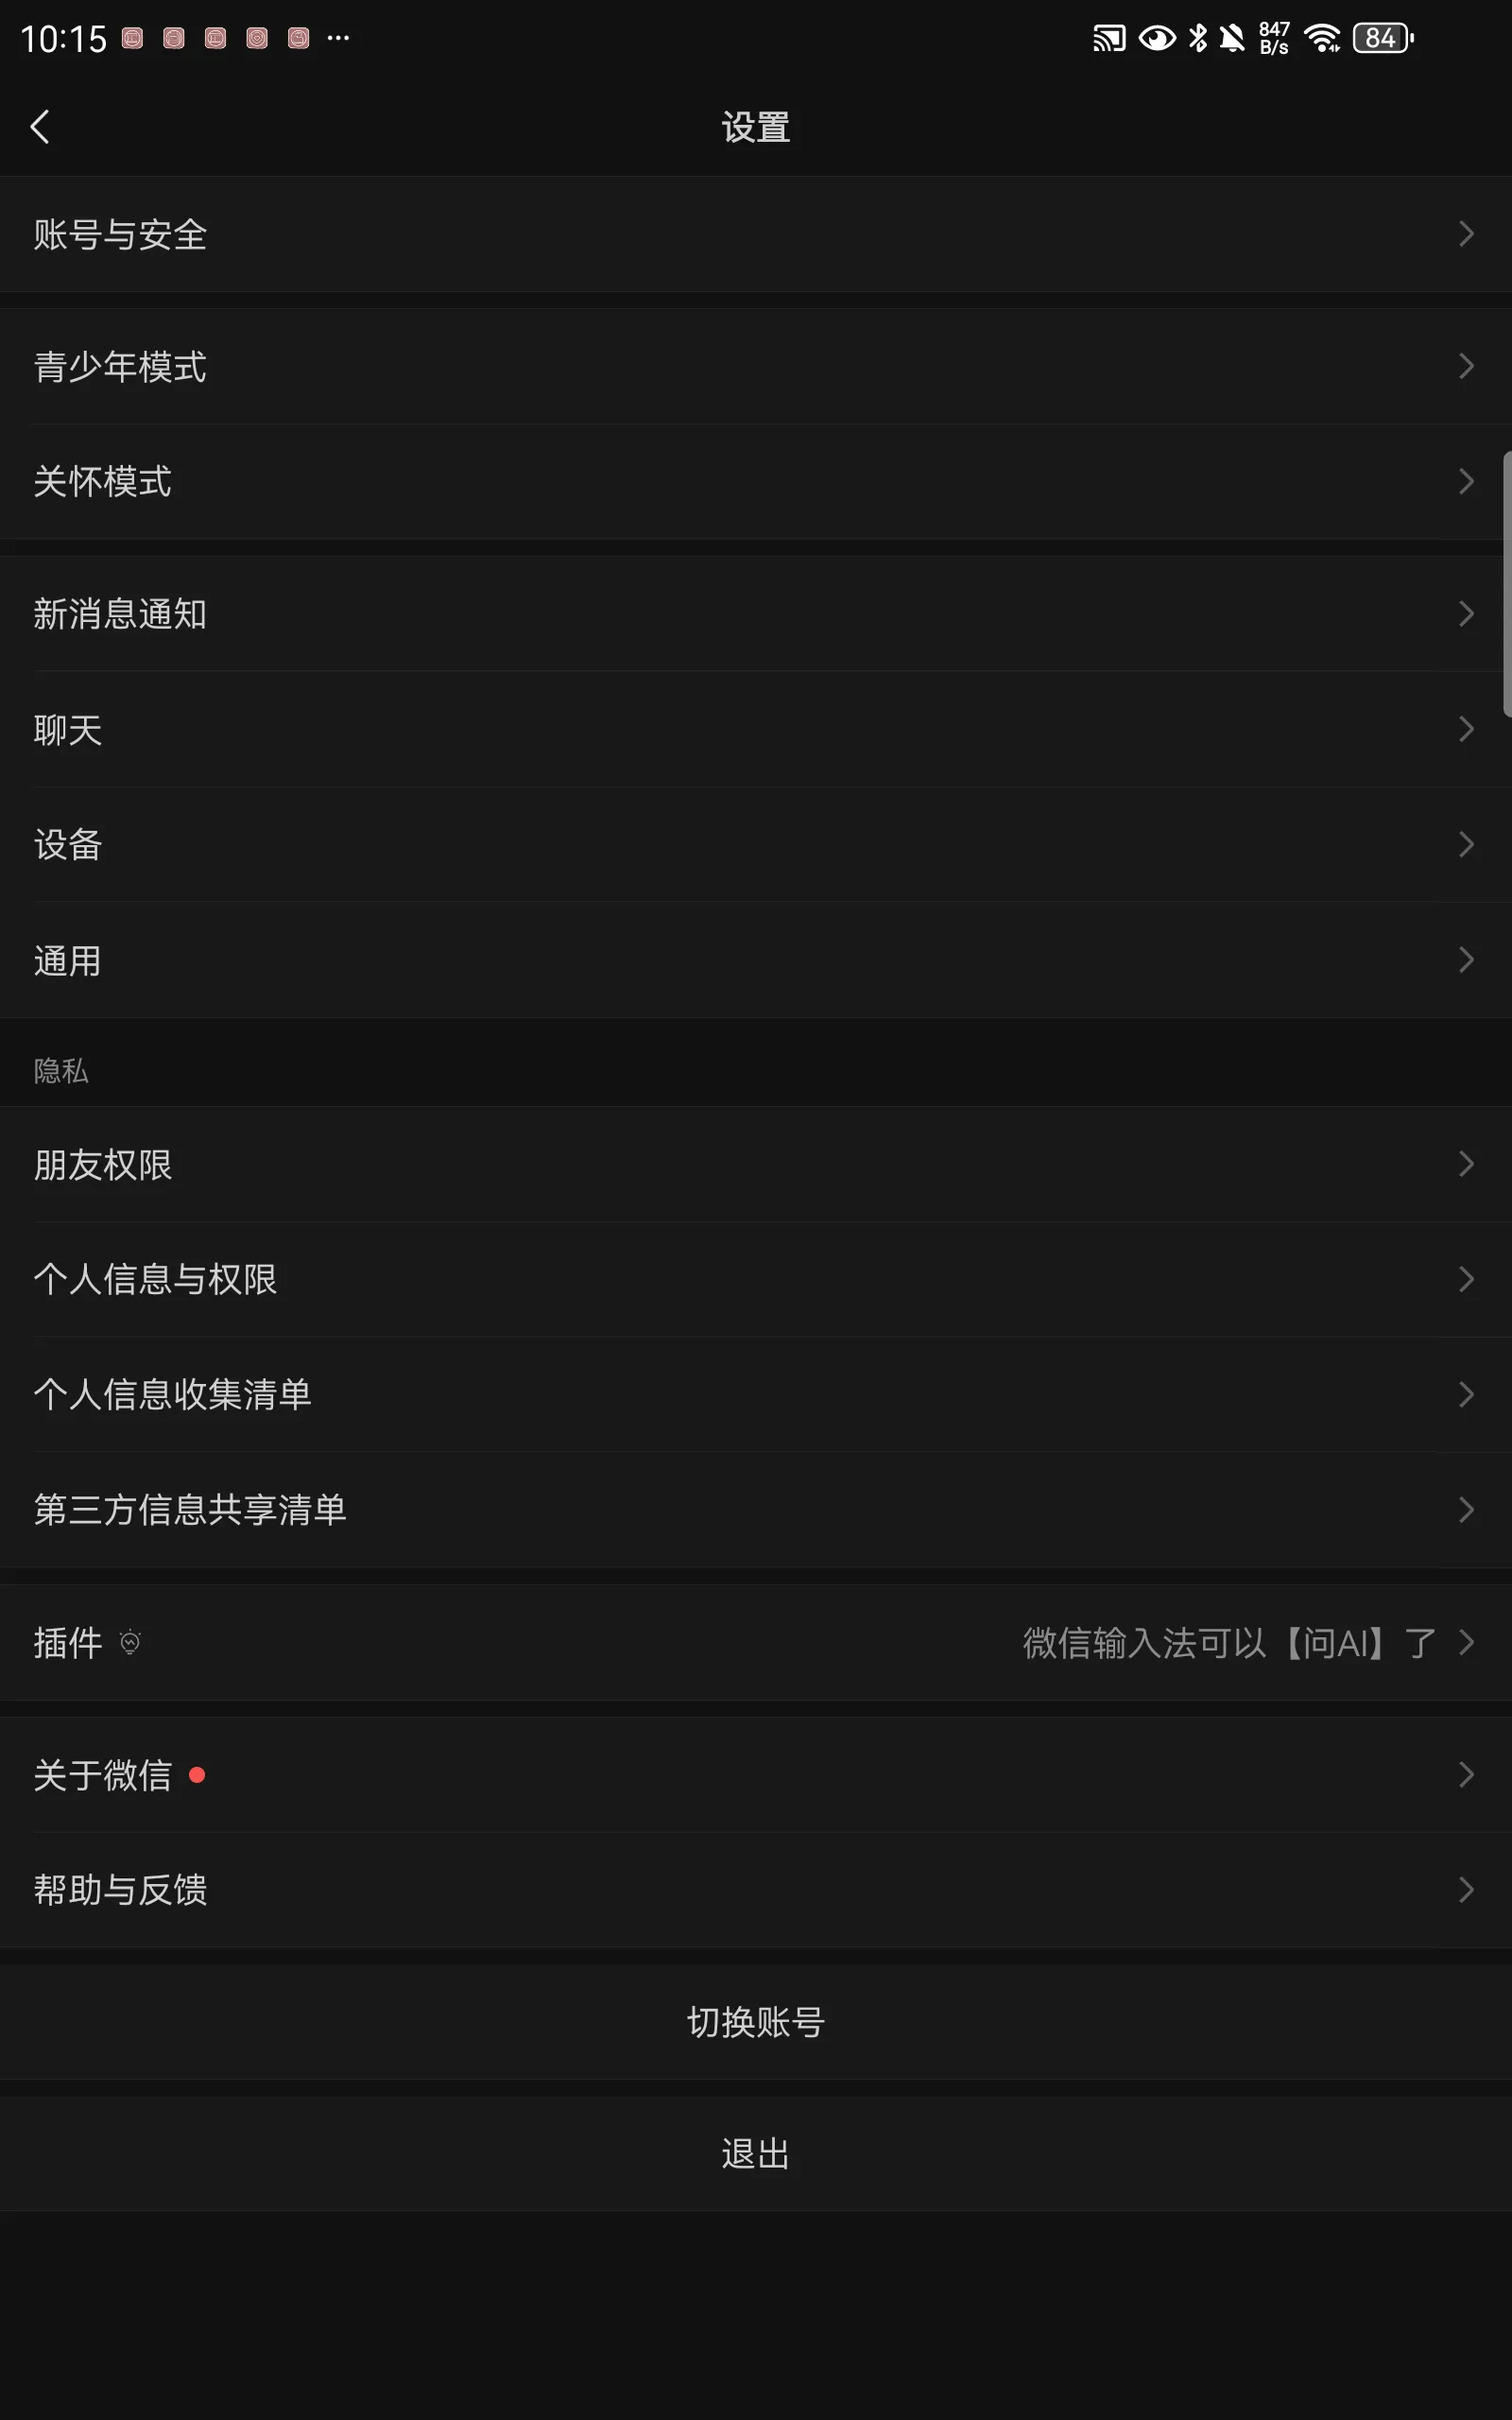 10:15
847
B/s
84
设置
账号与安全
青少年模式
关怀模式
新消息通知
聊天
设备
通用
隐私
朋友权限
个人信息与权限
个人信息收集清单
第三方信息共享清单
插件 微信输入法可以【问AI】了
关于微信
帮助与反馈
切换账号
退出